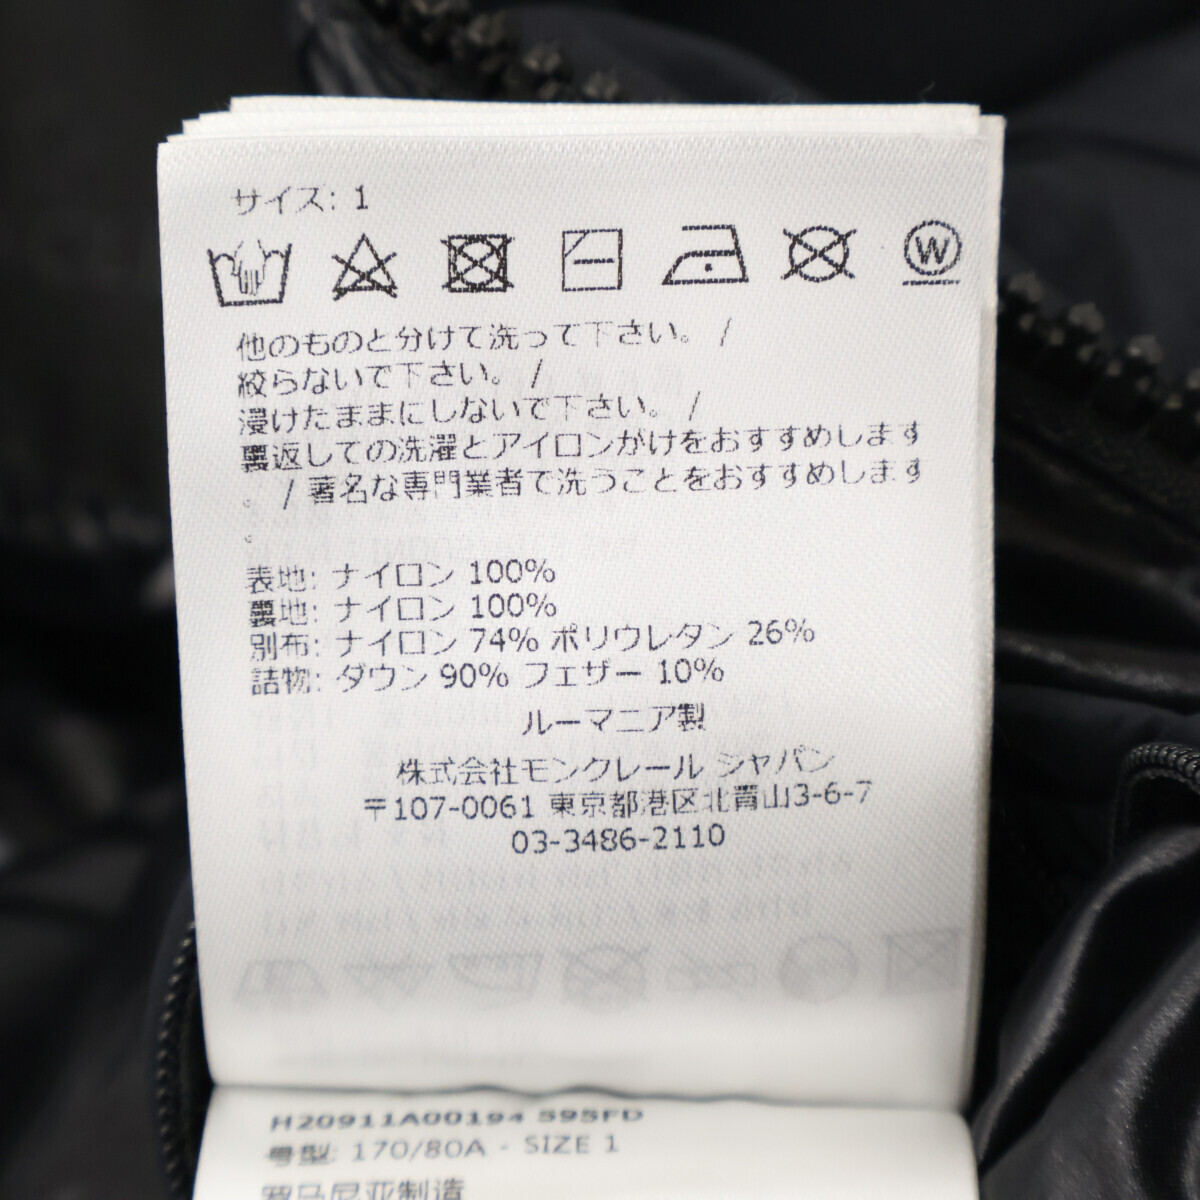 サイズ: 1
W
他のものと分けて洗って下さい。 /
絞らないで下さい。 /
浸けたままにしないで下さい。 /
裏返しての洗濯とアイロンがけをおすすめします
。 / 著名な専門業者で洗うことをおすすめします
。
表地: ナイロン 100%
裏地: ナイロン 100%
別布: ナイロン 74% ポリウレタン 26%
詰物: ダウン 90% フェザー 10%
ルーマニア製
株式会社モンクレール ジャパン
〒107-0061 東京都港区北青山3-6-7
03-3486-2110
H20911A00194 595FD
号型: 170/80A - SIZE 1
罗马尼亚制造